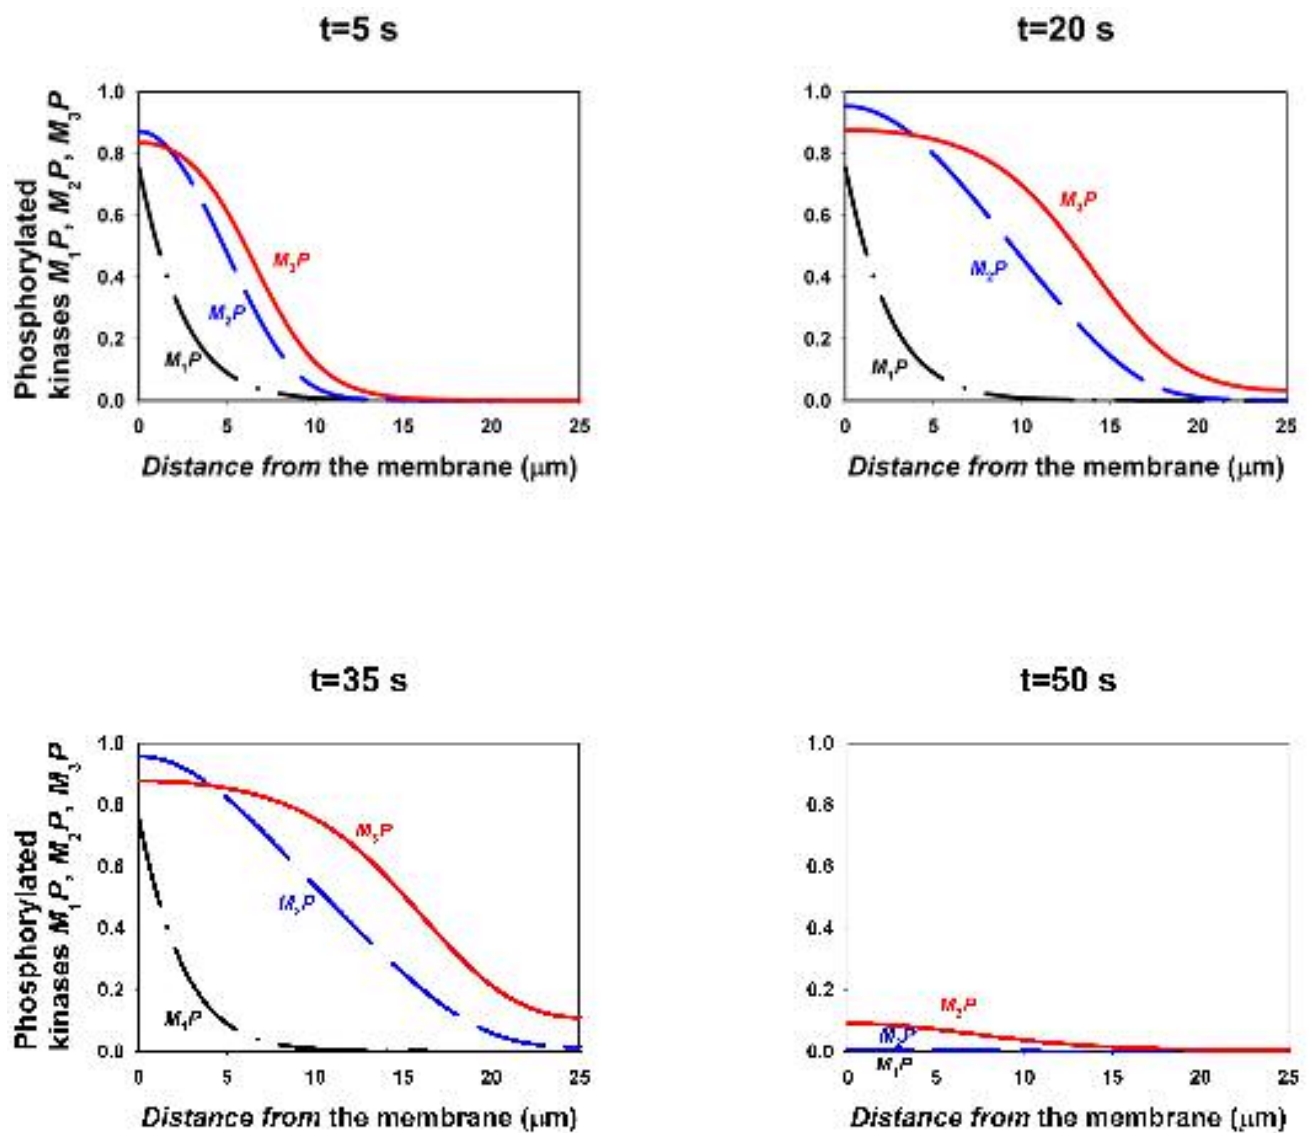 t=5 s
t=20 s
Phosphorylated
kinases M₁P, M₂P, M₃P
1.0
0.8
0.6
0.4
0.2
0.0
M₃P
M₂P
M₁P
0 5 10 15 20 25
Distance from the membrane (μm)
1.0
0.8
0.6
0.4
0.2
0.0
M₃P
M₂P
M₁P
0 5 10 15 20 25
Distance from the membrane (μm)
t=35 s
t=50 s
Phosphorylated
kinases M₁P, M₂P, M₃P
1.0
0.8
0.6
0.4
0.2
0.0
M₃P
M₂P
M₁P
0 5 10 15 20 25
Distance from the membrane (μm)
1.0
0.8
0.6
0.4
0.2
0.0
M₃P
M₂P
M₁P
0 5 10 15 20 25
Distance from the membrane (μm)